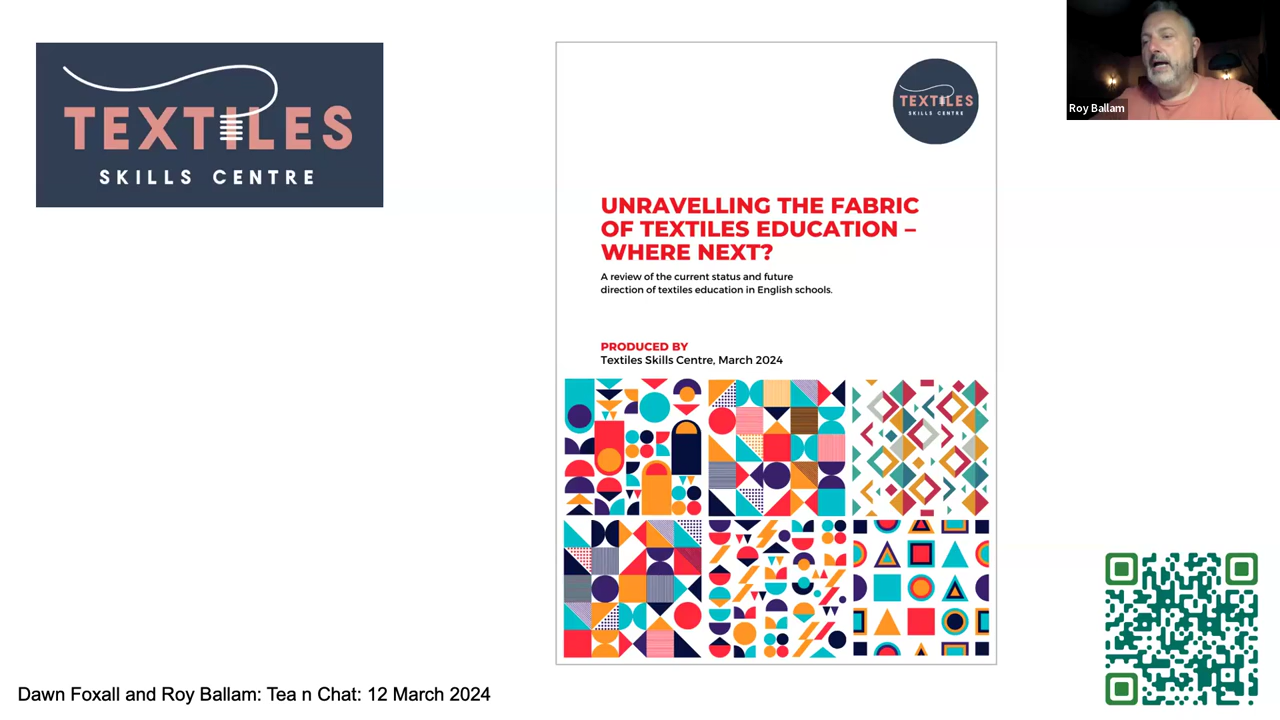 TEXTILES
SKILLS CENTRE
TEXTILES
SKILLS CENTRE
UNRAVELLING THE FABRIC
OF TEXTILES EDUCATION –
WHERE NEXT?
A review of the current status and future
direction of textiles education in English schools.
PRODUCED BY
Textiles Skills Centre, March 2024
Roy Ballam
Dawn Foxall and Roy Ballam: Tea n Chat: 12 March 2024